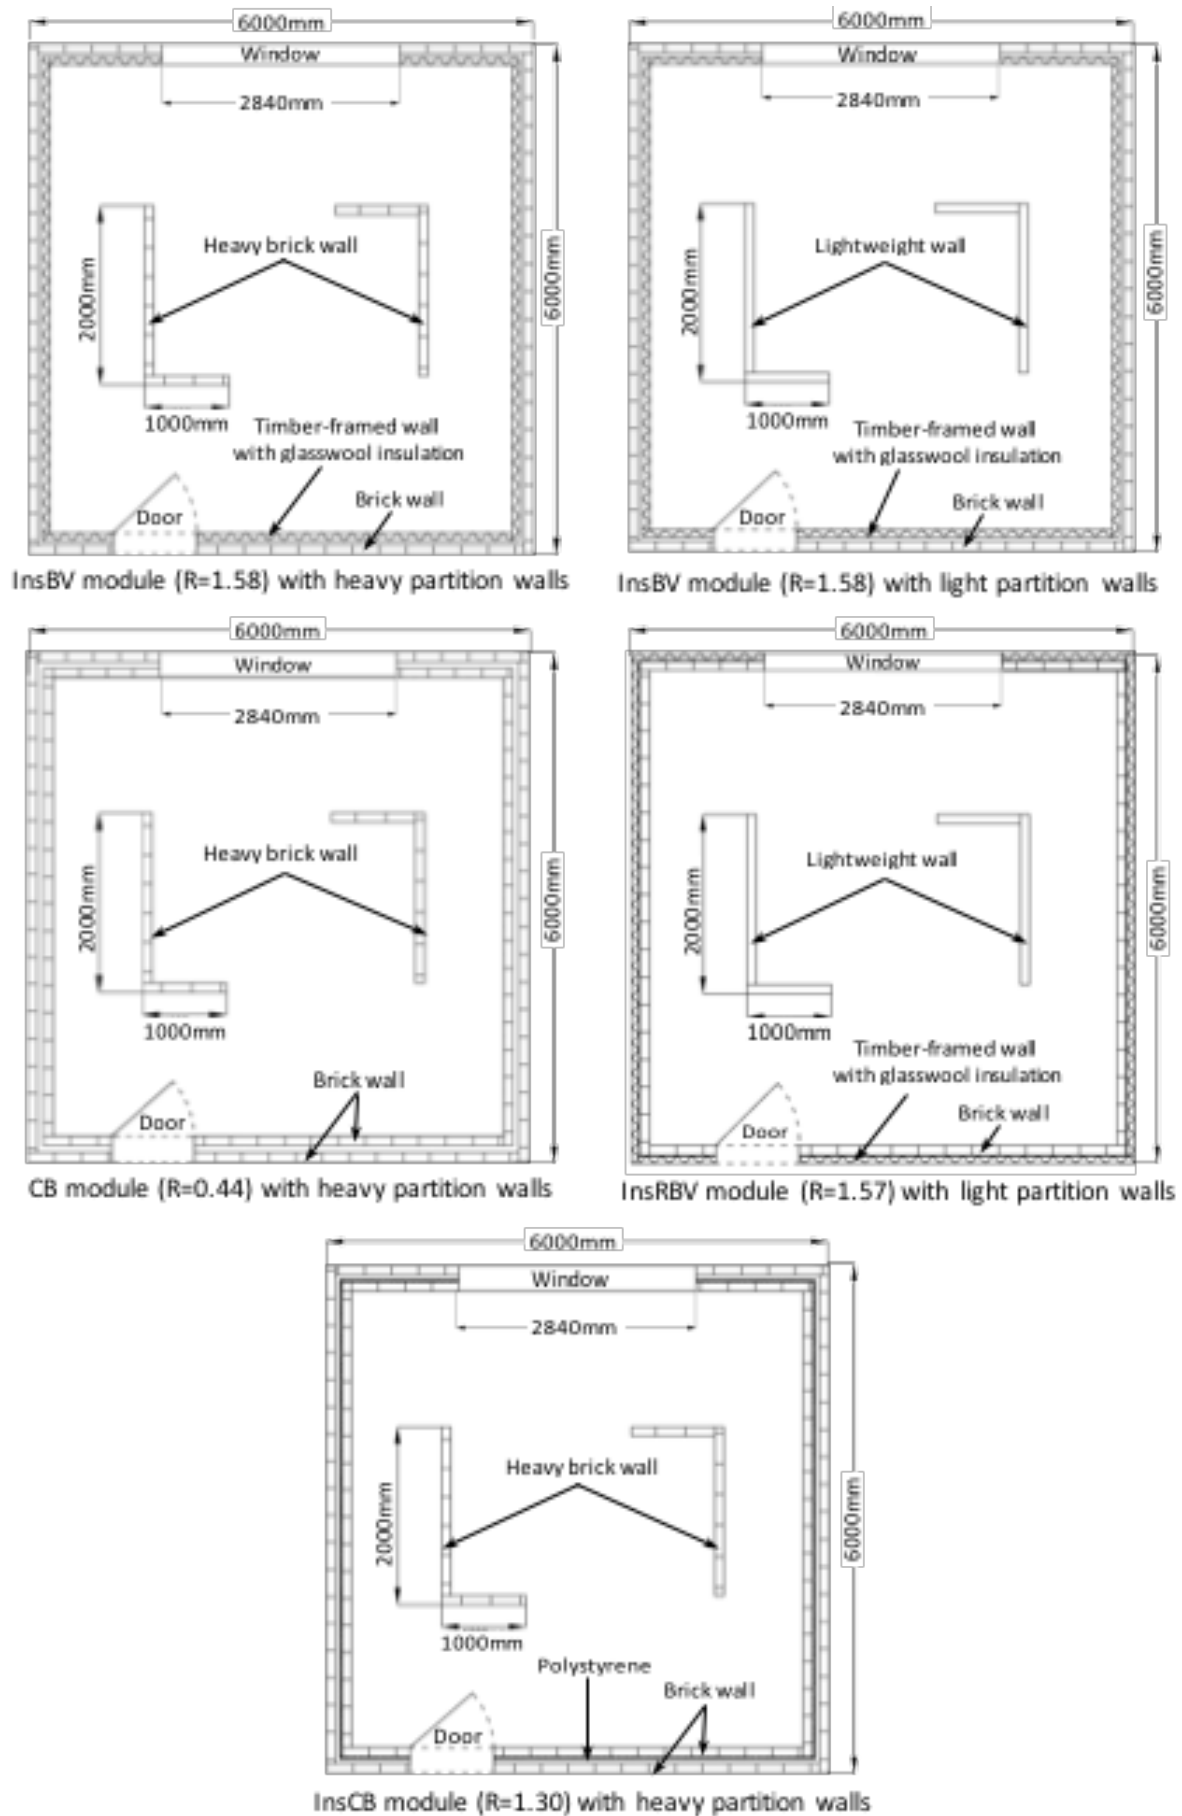 6000mm
Window
2840mm
Heavy brick wall
2000mm
6000mm
1000mm
Timber-framed wall
with glasswool insulation
Brick wall
Door
InsBV module (R=1.58) with heavy partition walls
6000mm
Window
2840mm
Lightweight wall
2000mm
6000mm
1000mm
Timber-framed wall
with glasswool insulation
Brick wall
Door
InsBV module (R=1.58) with light partition walls
6000mm
Window
2840mm
Heavy brick wall
2000mm
6000mm
1000mm
Brick wall
Door
CB module (R=0.44) with heavy partition walls
6000mm
Window
2840mm
Lightweight wall
2000mm
6000mm
1000mm
Timber-framed wall
with glasswool insulation
Brick wall
Door
InsRBV module (R=1.57) with light partition walls
6000mm
Window
2840mm
Heavy brick wall
2000mm
6000mm
1000mm
Polystyrene
Brick wall
Door
InsCB module (R=1.30) with heavy partition walls